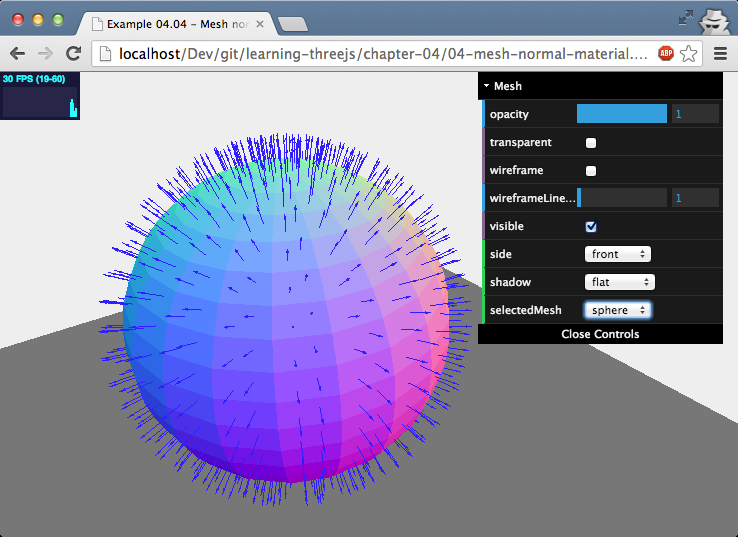 Example 04.04 - Mesh nor
localhost/Dev/git/learning-threejs/chapter-04/04-mesh-normal-material....
ABP
30 FPS (19-60)
Mesh
opacity 1
transparent
wireframe
wireframeLine... 1
visible
side front
shadow flat
selectedMesh sphere
Close Controls